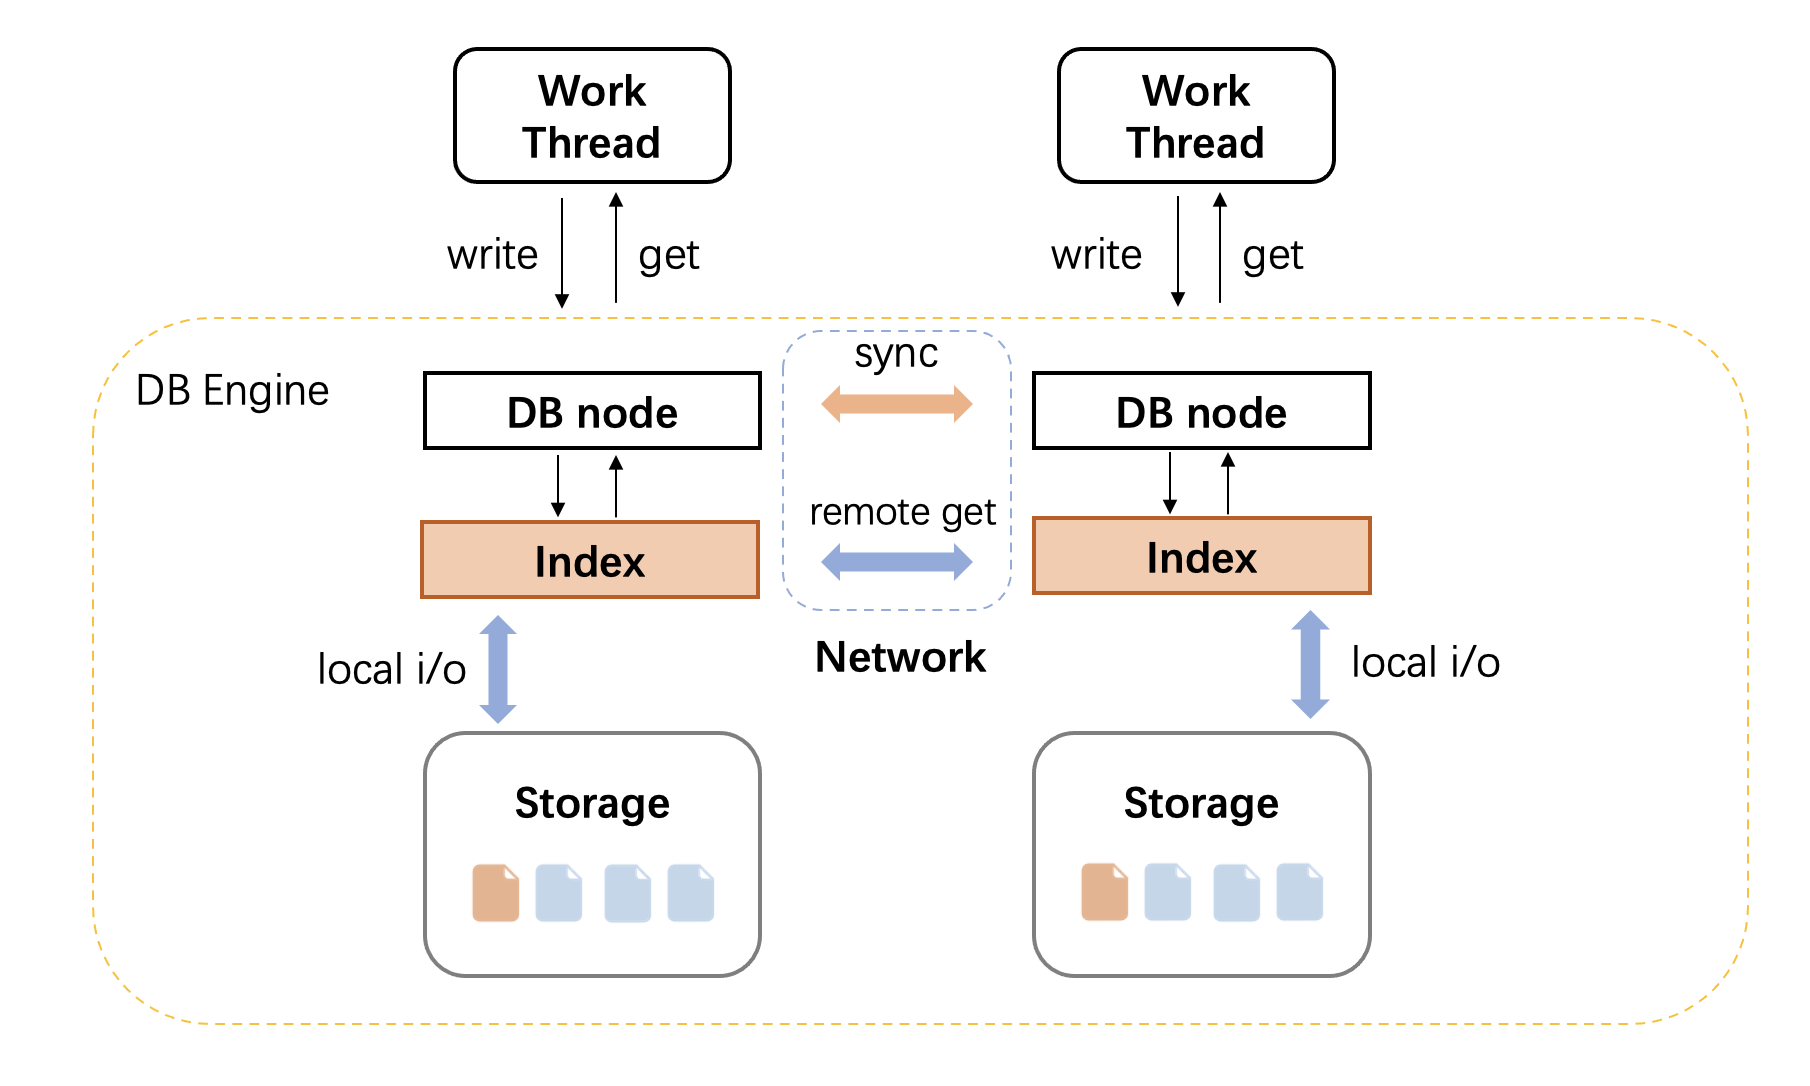 Work
Thread
Work
Thread
write
get
write
get
DB Engine
sync
DB node
DB node
remote get
Index
Index
local i/o
Network
local i/o
Storage
Storage